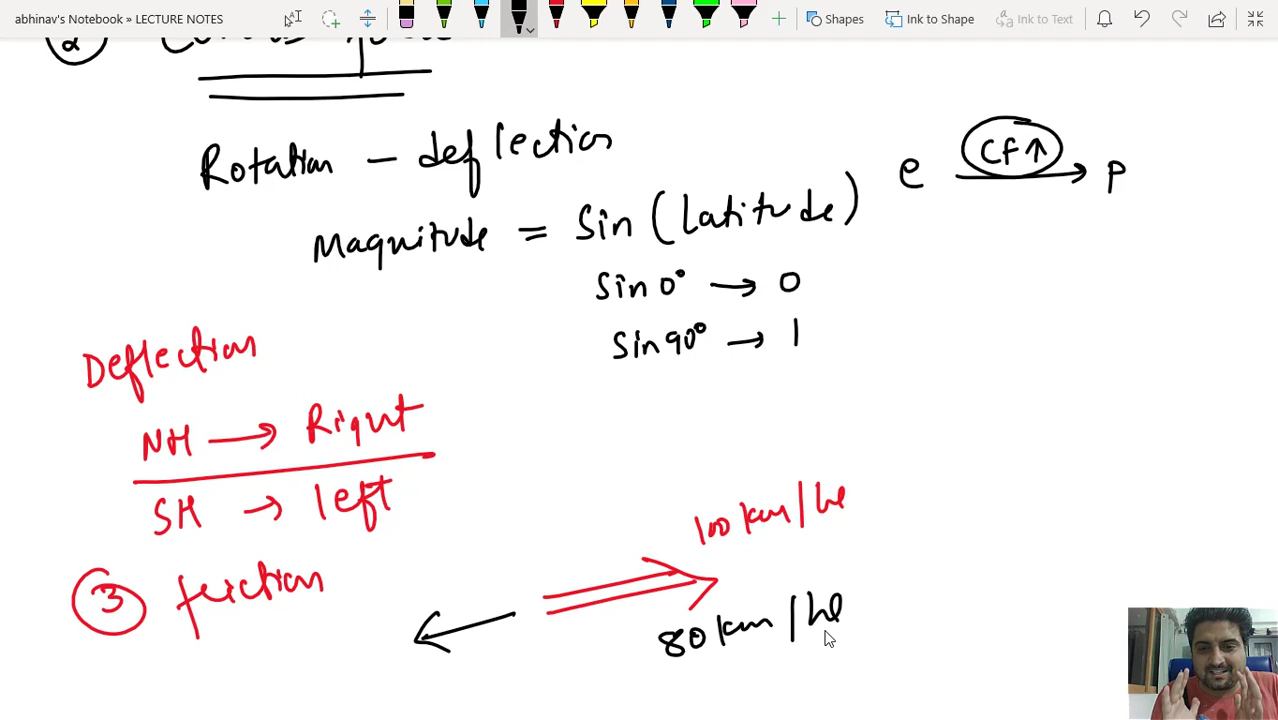 abhinav's Notebook » LECTURE NOTES
Shapes
Ink to Shape
Ink to Text
2
Rotation – deflection
e CF↑ → P
Magnitude = Sin (latitude)
Sin 0° → 0
Sin 90° → 1
Deflection
NH → Right
SH → left
100 km/hr
3 friction
80 km/hr